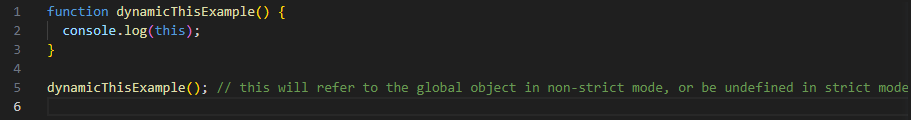 1 function dynamicThisExample() {
2   console.log(this);
3 }
4
5 dynamicThisExample(); // this will refer to the global object in non-strict mode, or be undefined in strict mode
6